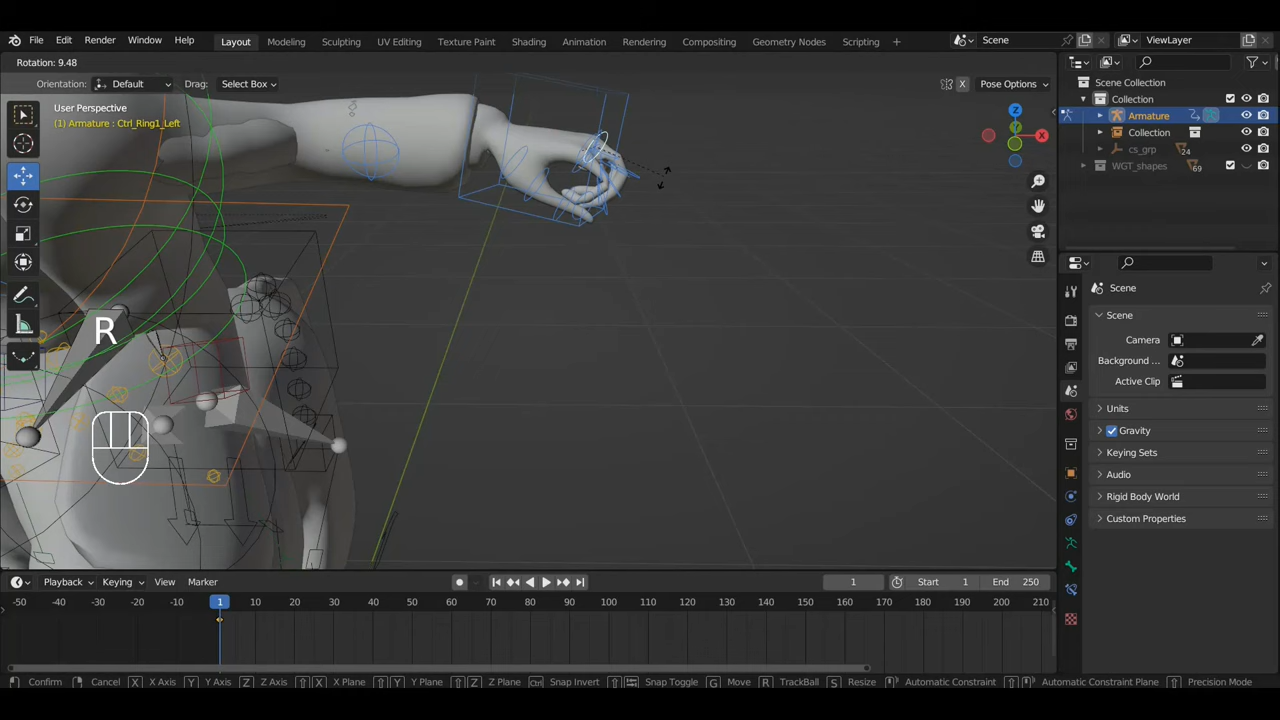 File Edit Render Window Help
Layout Modeling Sculpting UV Editing Texture Paint Shading Animation Rendering Compositing Geometry Nodes Scripting +
Scene
ViewLayer
Rotation: 9.48
Orientation: Default
Drag: Select Box
X
Pose Options
User Perspective
(1) Armature : Ctrl_Ring1_Left
Z
Y
X
R
Scene Collection
Collection
Armature
Collection
cs_grp 24
WGT_shapes 69
Scene
Scene
Camera
Background ...
Active Clip
Units
Gravity
Keying Sets
Audio
Rigid Body World
Custom Properties
Playback Keying View Marker
1
Start 1
End 250
-50 -40 -30 -20 -10 1 10 20 30 40 50 60 70 80 90 100 110 120 130 140 150 160 170 180 190 200 210
Confirm Cancel X X Axis Y Y Axis Z Z Axis X X Plane Y Y Plane Z Z Plane Ctrl Snap Invert Snap Toggle G Move R TrackBall S Resize Automatic Constraint Automatic Constraint Plane Precision Mode